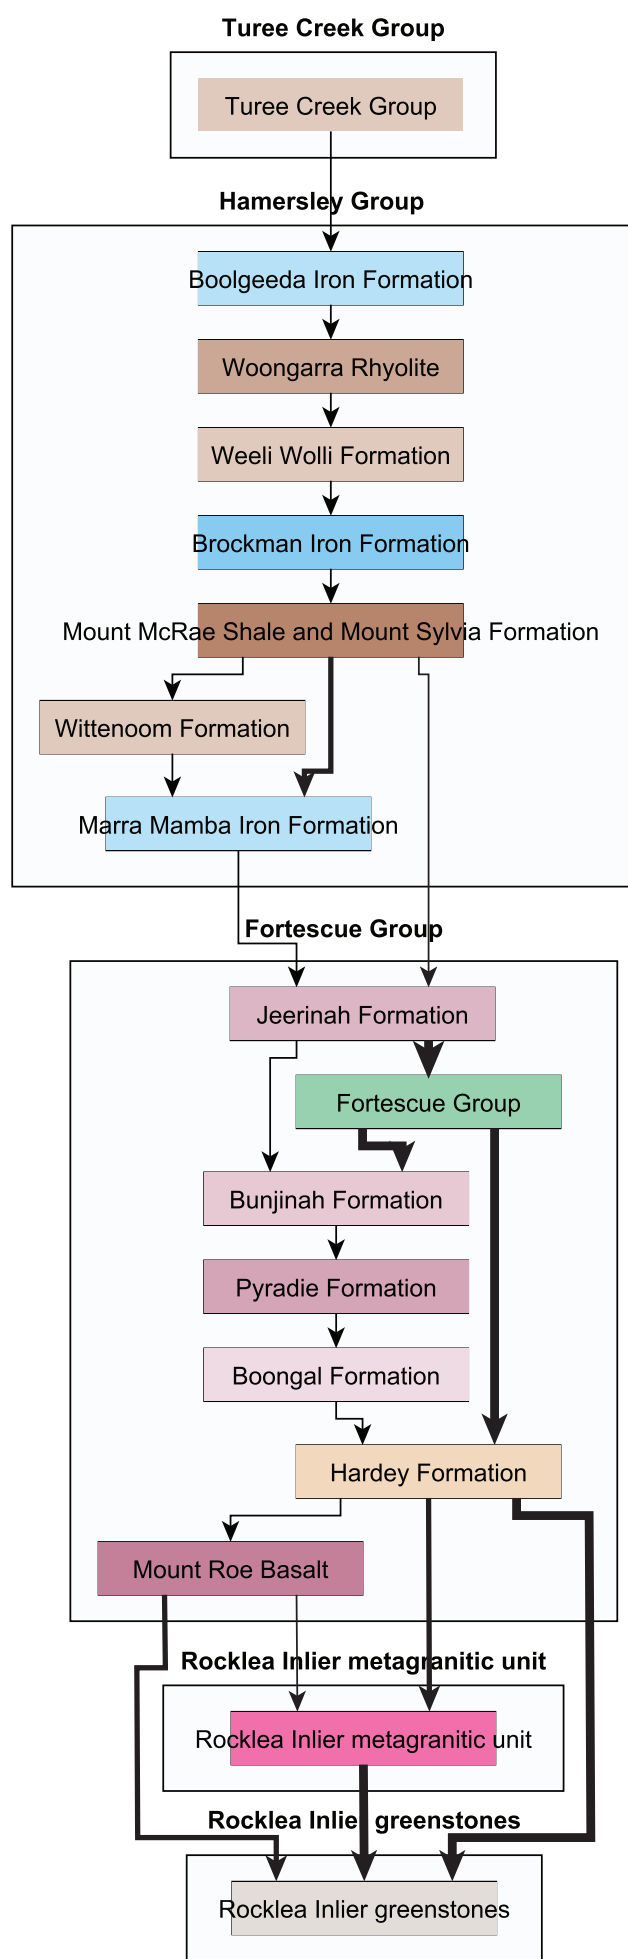 Turee Creek Group
Turee Creek Group
Hamersley Group
Boolgeeda Iron Formation
Woongarra Rhyolite
Weeli Wolli Formation
Brockman Iron Formation
Mount McRae Shale and Mount Sylvia Formation
Wittenoom Formation
Marra Mamba Iron Formation
Fortescue Group
Jeerinah Formation
Fortescue Group
Bunjinah Formation
Pyradie Formation
Boongal Formation
Hardey Formation
Mount Roe Basalt
Rocklea Inlier metagranitic unit
Rocklea Inlier metagranitic unit
Rocklea Inlier greenstones
Rocklea Inlier greenstones